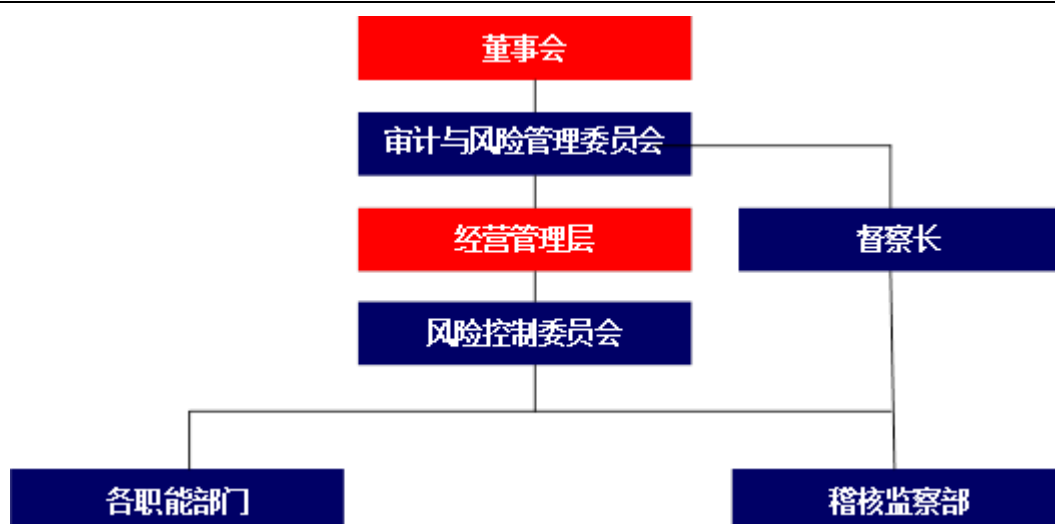 董事会
审计与风险管理委员会
经营管理层
督察长
风险控制委员会
各职能部门
稽核监察部